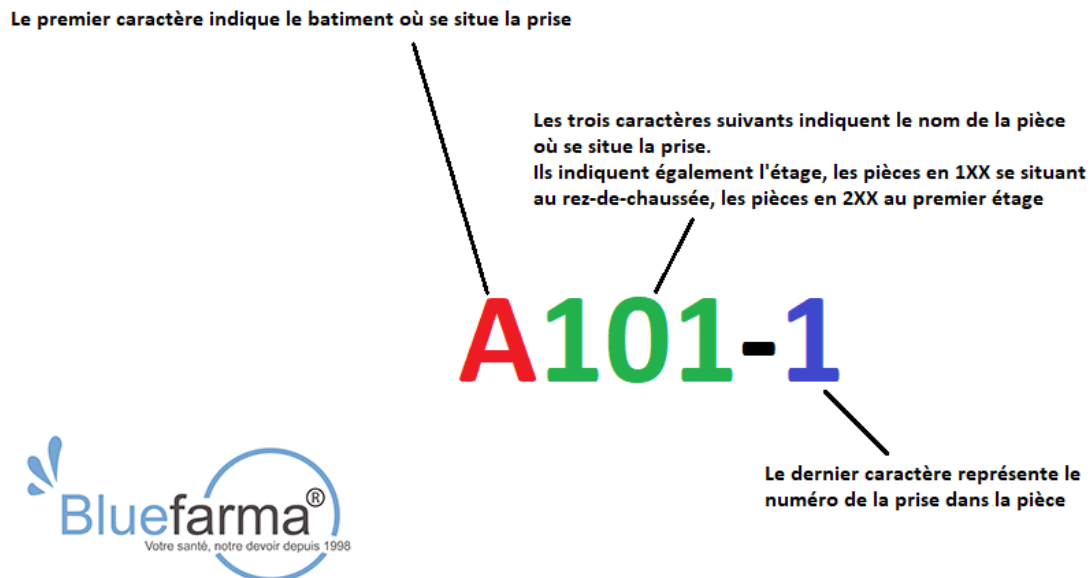 Le premier caractère indique le batiment où se situe la prise
Les trois caractères suivants indiquent le nom de la pièce
où se situe la prise.
Ils indiquent également l'étage, les pièces en 1XX se situant
au rez-de-chaussée, les pièces en 2XX au premier étage
A101-1
Le dernier caractère représente le
numéro de la prise dans la pièce
Bluefarma®
Votre santé, notre devoir depuis 1998